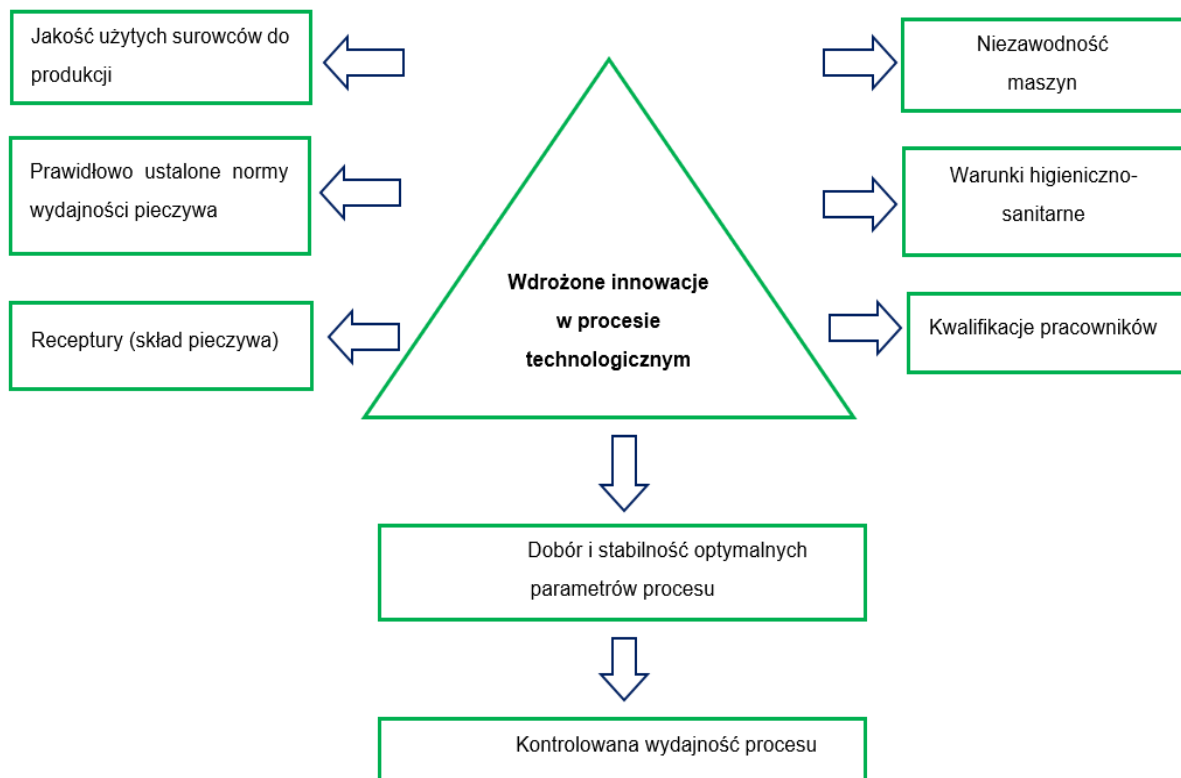 Jakość użytych surowców do
produkcji
Prawidłowo ustalone normy
wydajności pieczywa
Receptury (skład pieczywa)
Wdrożone innowacje
w procesie
technologicznym
Niezawodność
maszyn
Warunki higieniczno-
sanitarne
Kwalifikacje pracowników
Dobór i stabilność optymalnych
parametrów procesu
Kontrolowana wydajność procesu